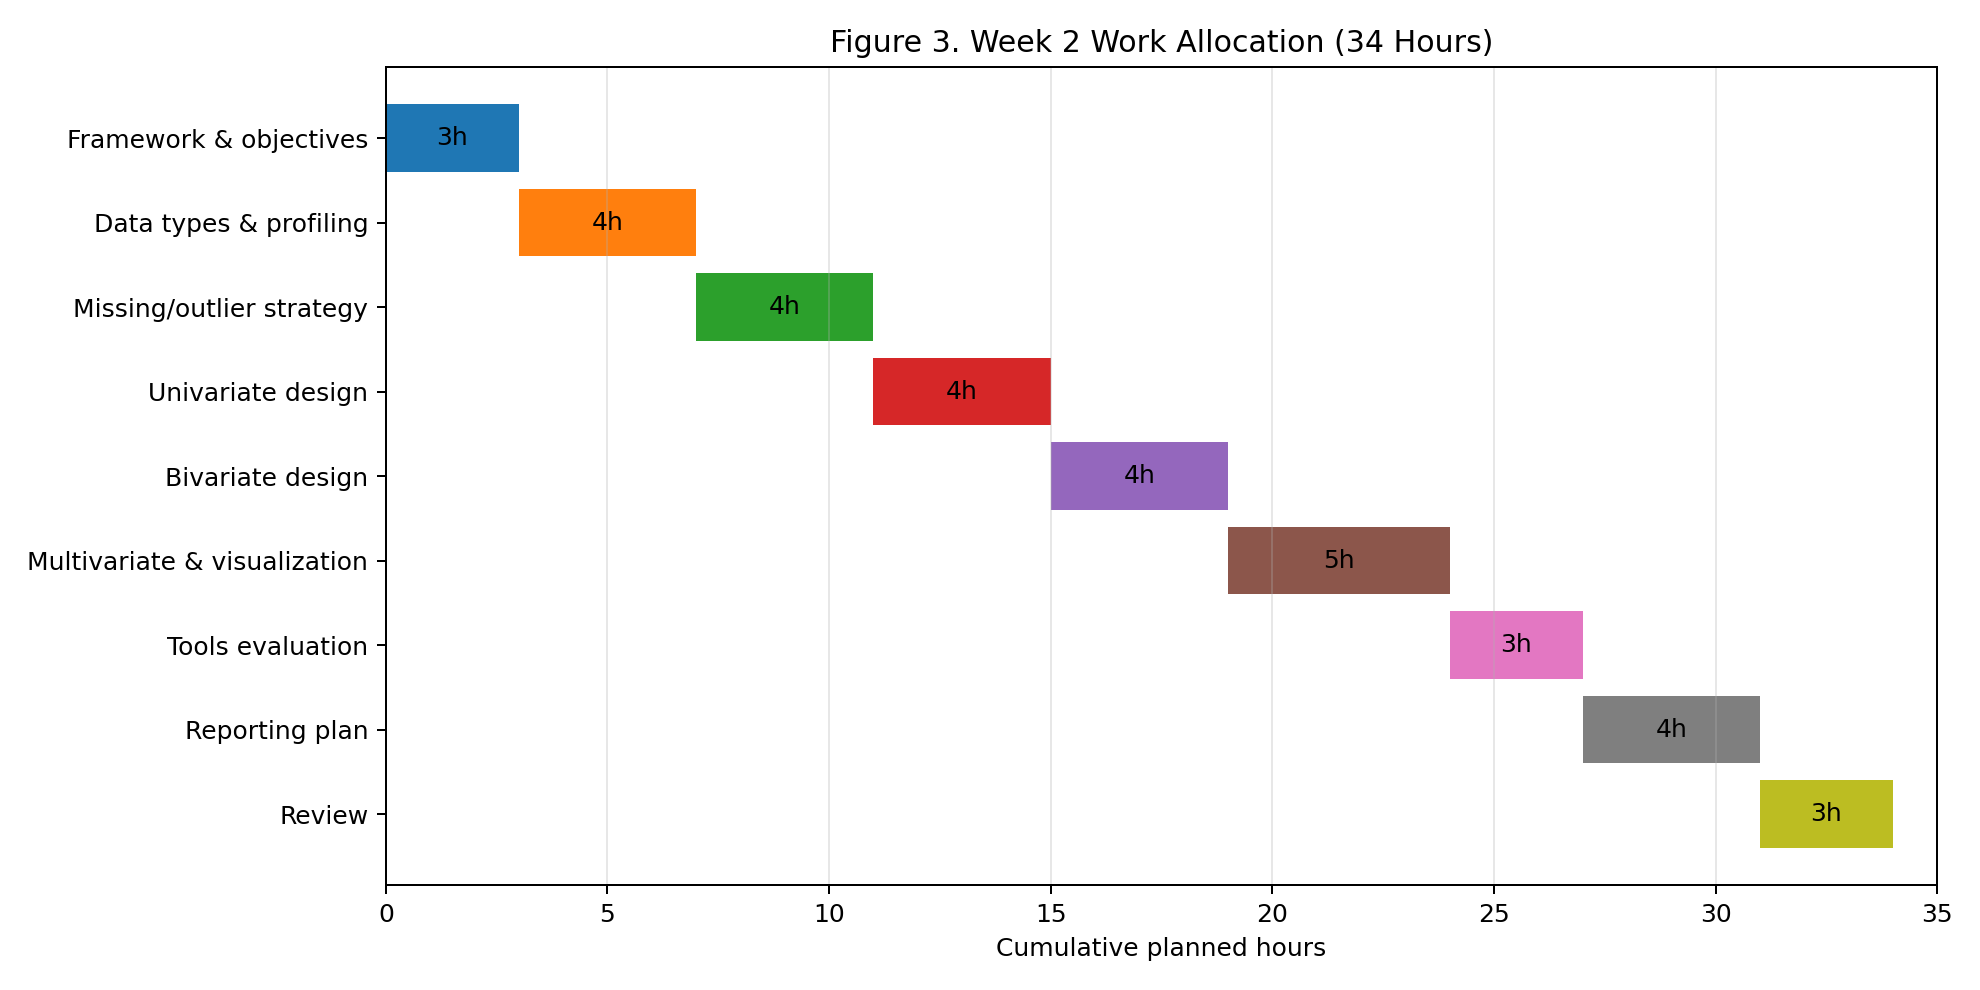 Figure 3. Week 2 Work Allocation (34 Hours)
Framework & objectives
3h
Data types & profiling
4h
Missing/outlier strategy
4h
Univariate design
4h
Bivariate design
4h
Multivariate & visualization
5h
Tools evaluation
3h
Reporting plan
4h
Review
3h
0 5 10 15 20 25 30 35
Cumulative planned hours